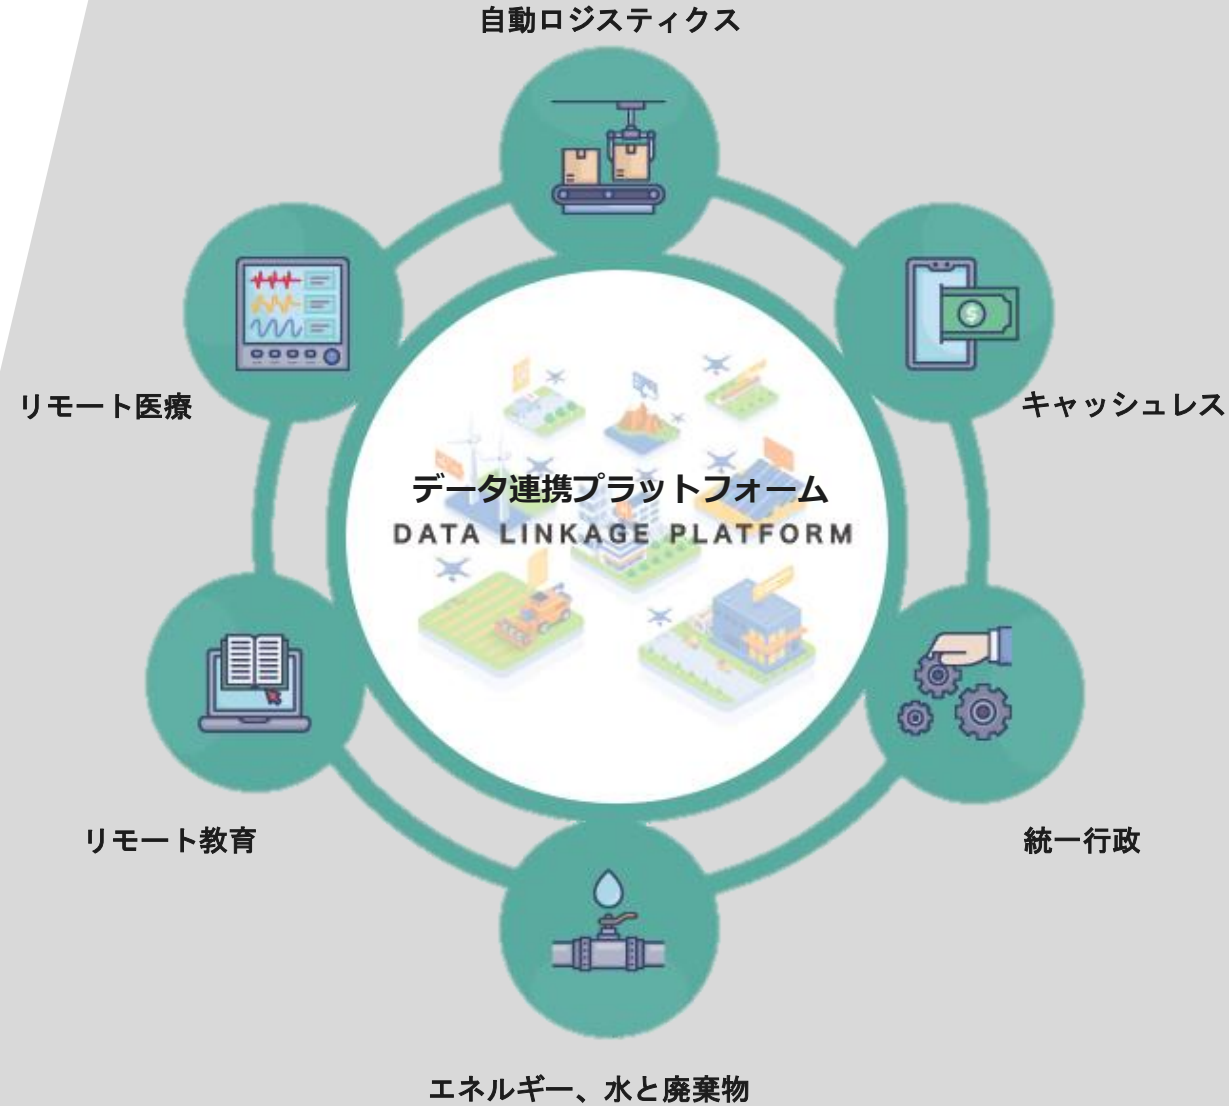 自動ロジスティクス
リモート医療
キャッシュレス
データ連携プラットフォーム
DATA LINKAGE PLATFORM
リモート教育
統一行政
エネルギー、水と廃棄物